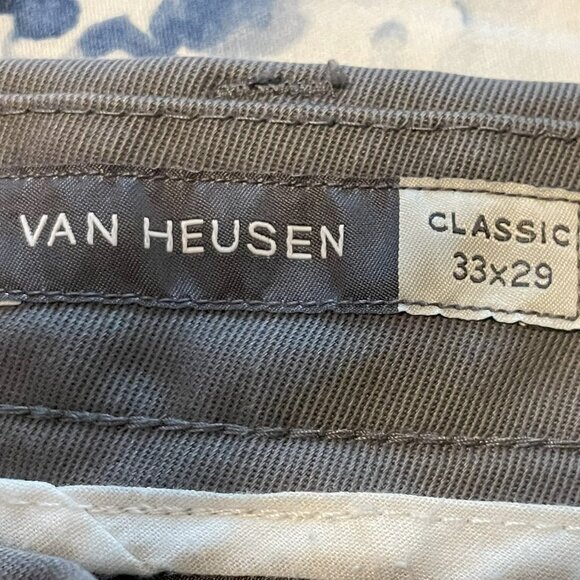 VAN HEUSEN
CLASSIC
33x29